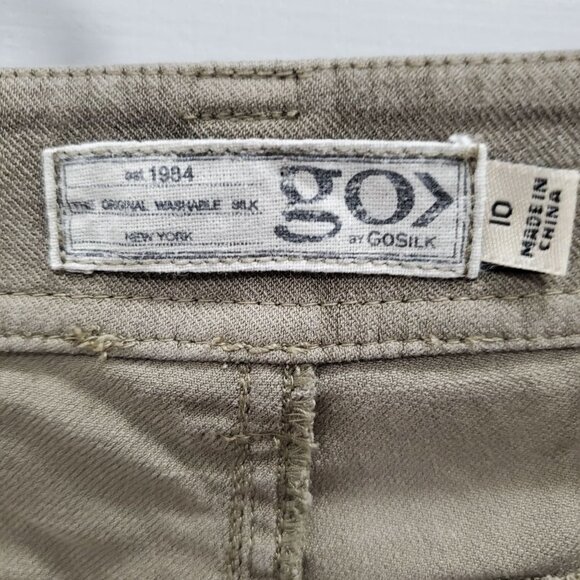 est 1984
THE ORIGINAL WASHABLE SILK
NEW YORK
go>
BY GOSILK
10
MADE IN
CHINA